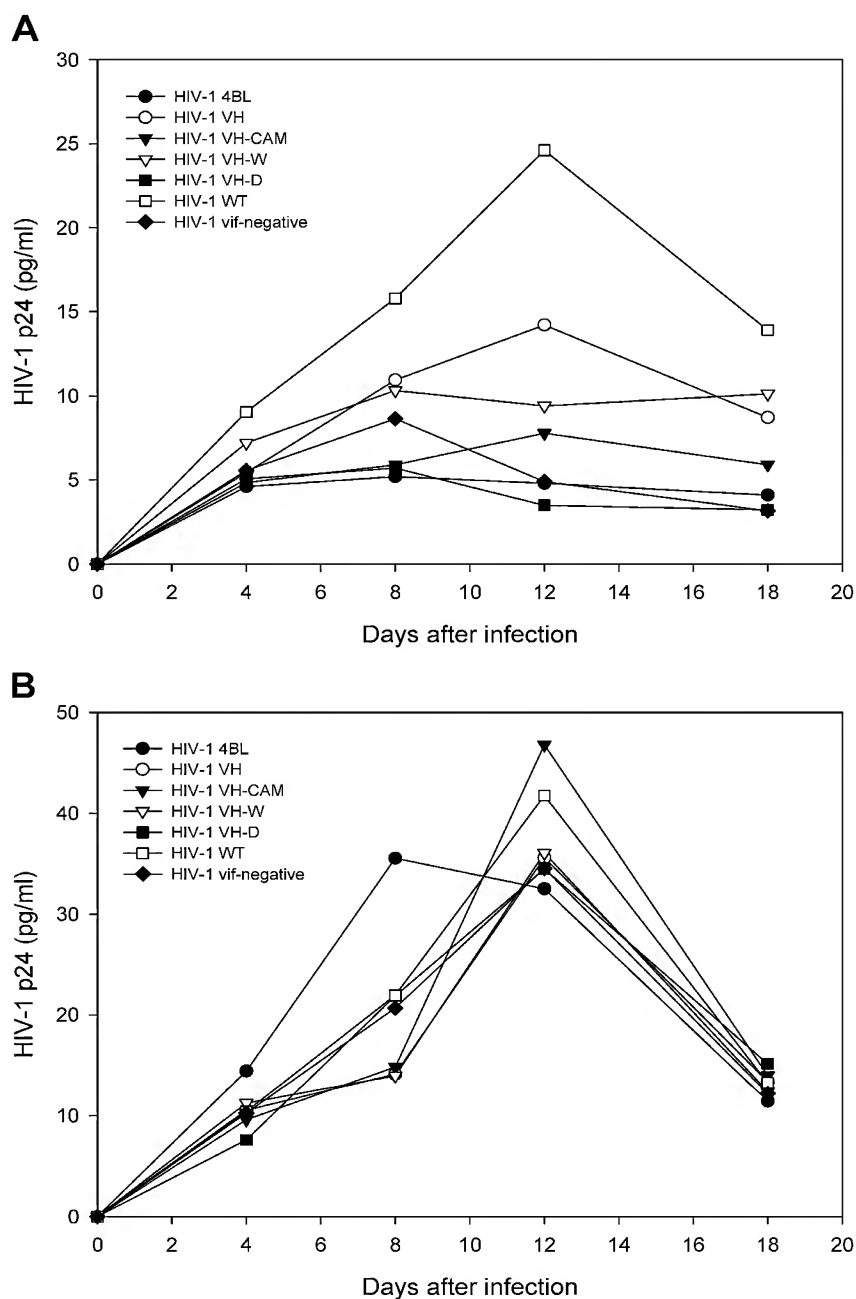 A
30
25
20
15
10
5
0
HIV-1 p24 (pg/ml)
HIV-1 4BL
HIV-1 VH
HIV-1 VH-CAM
HIV-1 VH-W
HIV-1 VH-D
HIV-1 WT
HIV-1 vif-negative
0 2 4 6 8 10 12 14 16 18 20
Days after infection
B
50
40
30
20
10
0
HIV-1 p24 (pg/ml)
HIV-1 4BL
HIV-1 VH
HIV-1 VH-CAM
HIV-1 VH-W
HIV-1 VH-D
HIV-1 WT
HIV-1 vif-negative
0 2 4 6 8 10 12 14 16 18 20
Days after infection